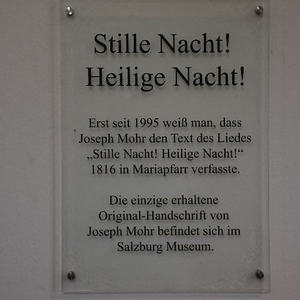 Stille Nacht!
Heilige Nacht!
Erst seit 1995 weiß man, dass
Joseph Mohr den Text des Liedes
„Stille Nacht! Heilige Nacht!“
1816 in Mariapfarr verfasste.
Die einzige erhaltene
Original-Handschrift von
Joseph Mohr befindet sich im
Salzburg Museum.